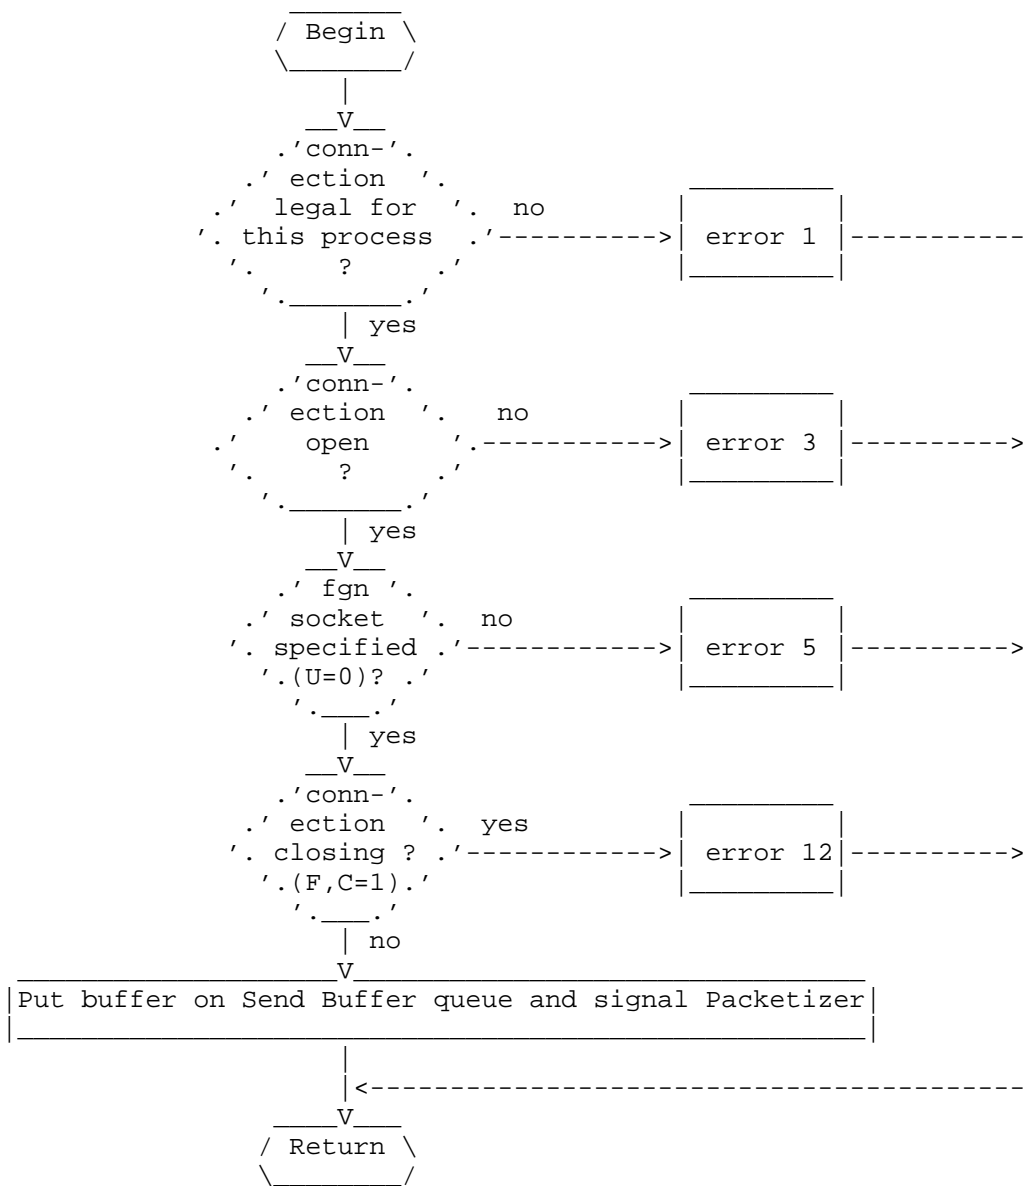 Begin
conn-
ection
legal for no
this process error 1
?
yes
conn-
ection no
open error 3
?
yes
fgn
socket no
specified error 5
(U=0)?
yes
conn-
ection yes
closing ? error 12
(F,C=1)
no
Put buffer on Send Buffer queue and signal Packetizer
Return